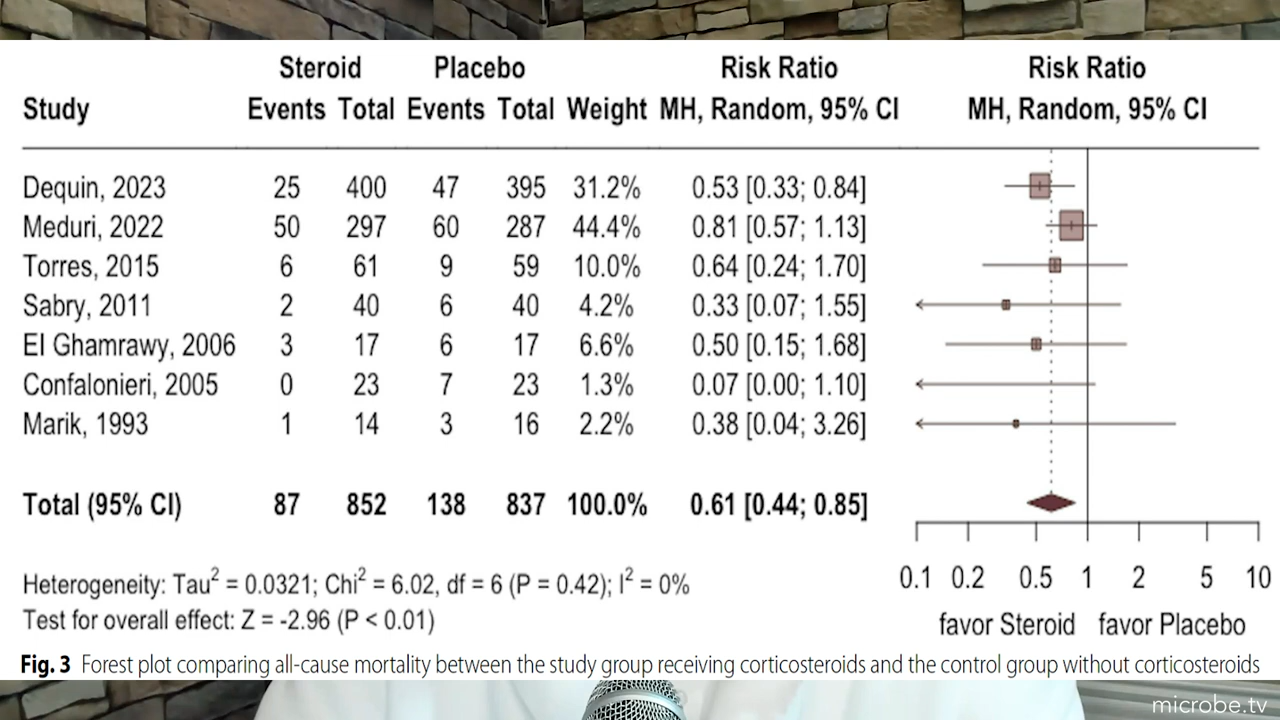 Steroid Placebo Risk Ratio Risk Ratio
Study Events Total Events Total Weight MH, Random, 95% CI MH, Random, 95% CI
Dequin, 2023 25 400 47 395 31.2% 0.53 [0.33; 0.84]
Meduri, 2022 50 297 60 287 44.4% 0.81 [0.57; 1.13]
Torres, 2015 6 61 9 59 10.0% 0.64 [0.24; 1.70]
Sabry, 2011 2 40 6 40 4.2% 0.33 [0.07; 1.55]
El Ghamrawy, 2006 3 17 6 17 6.6% 0.50 [0.15; 1.68]
Confalonieri, 2005 0 23 7 23 1.3% 0.07 [0.00; 1.10]
Marik, 1993 1 14 3 16 2.2% 0.38 [0.04; 3.26]
Total (95% CI) 87 852 138 837 100.0% 0.61 [0.44; 0.85]
Heterogeneity: Tau² = 0.0321; Chi² = 6.02, df = 6 (P = 0.42); I² = 0%
0.1 0.2 0.5 1 2 5 10
Test for overall effect: Z = -2.96 (P < 0.01)
favor Steroid favor Placebo
Fig. 3 Forest plot comparing all-cause mortality between the study group receiving corticosteroids and the control group without corticosteroids
microbe.tv